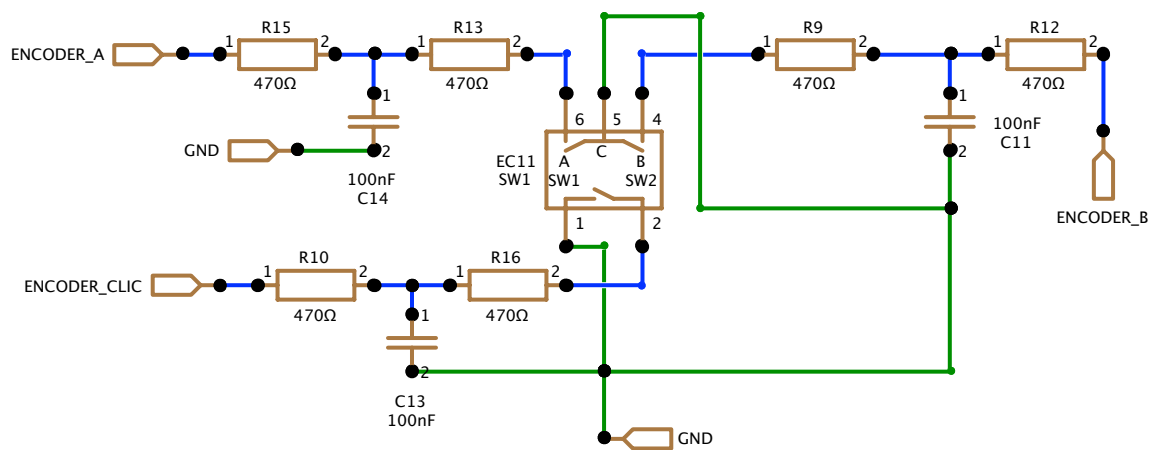 R15
R13
R9
R12
ENCODER_A
1
2
1
2
1
2
1
2
470Ω
470Ω
470Ω
470Ω
1
6
5
4
1
100nF
C11
GND
2
EC11
SW1
A
C
B
SW1
SW2
2
100nF
C14
1
2
ENCODER_B
R10
R16
ENCODER_CLIC
1
2
1
2
470Ω
470Ω
1
2
C13
100nF
GND